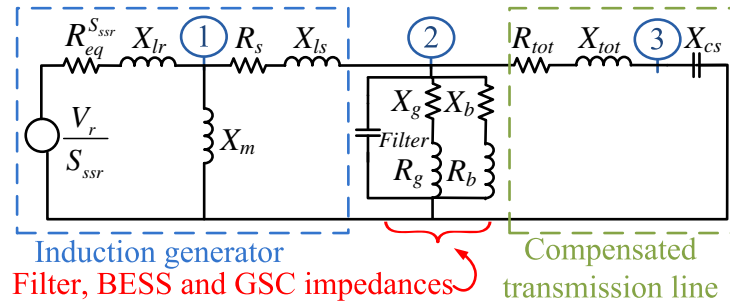 R_eq^S_ssr X_lr 1 R_s X_ls 2 R_tot X_tot 3 X_cs
V_r
S_ssr
X_m
X_g X_b
Filter
R_g R_b
Induction generator
Filter, BESS and GSC impedances
Compensated
transmission line